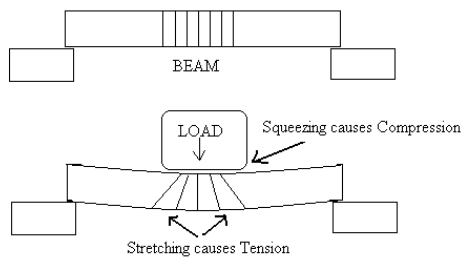 BEAM
LOAD
Squeezing causes Compression
Stretching causes Tension